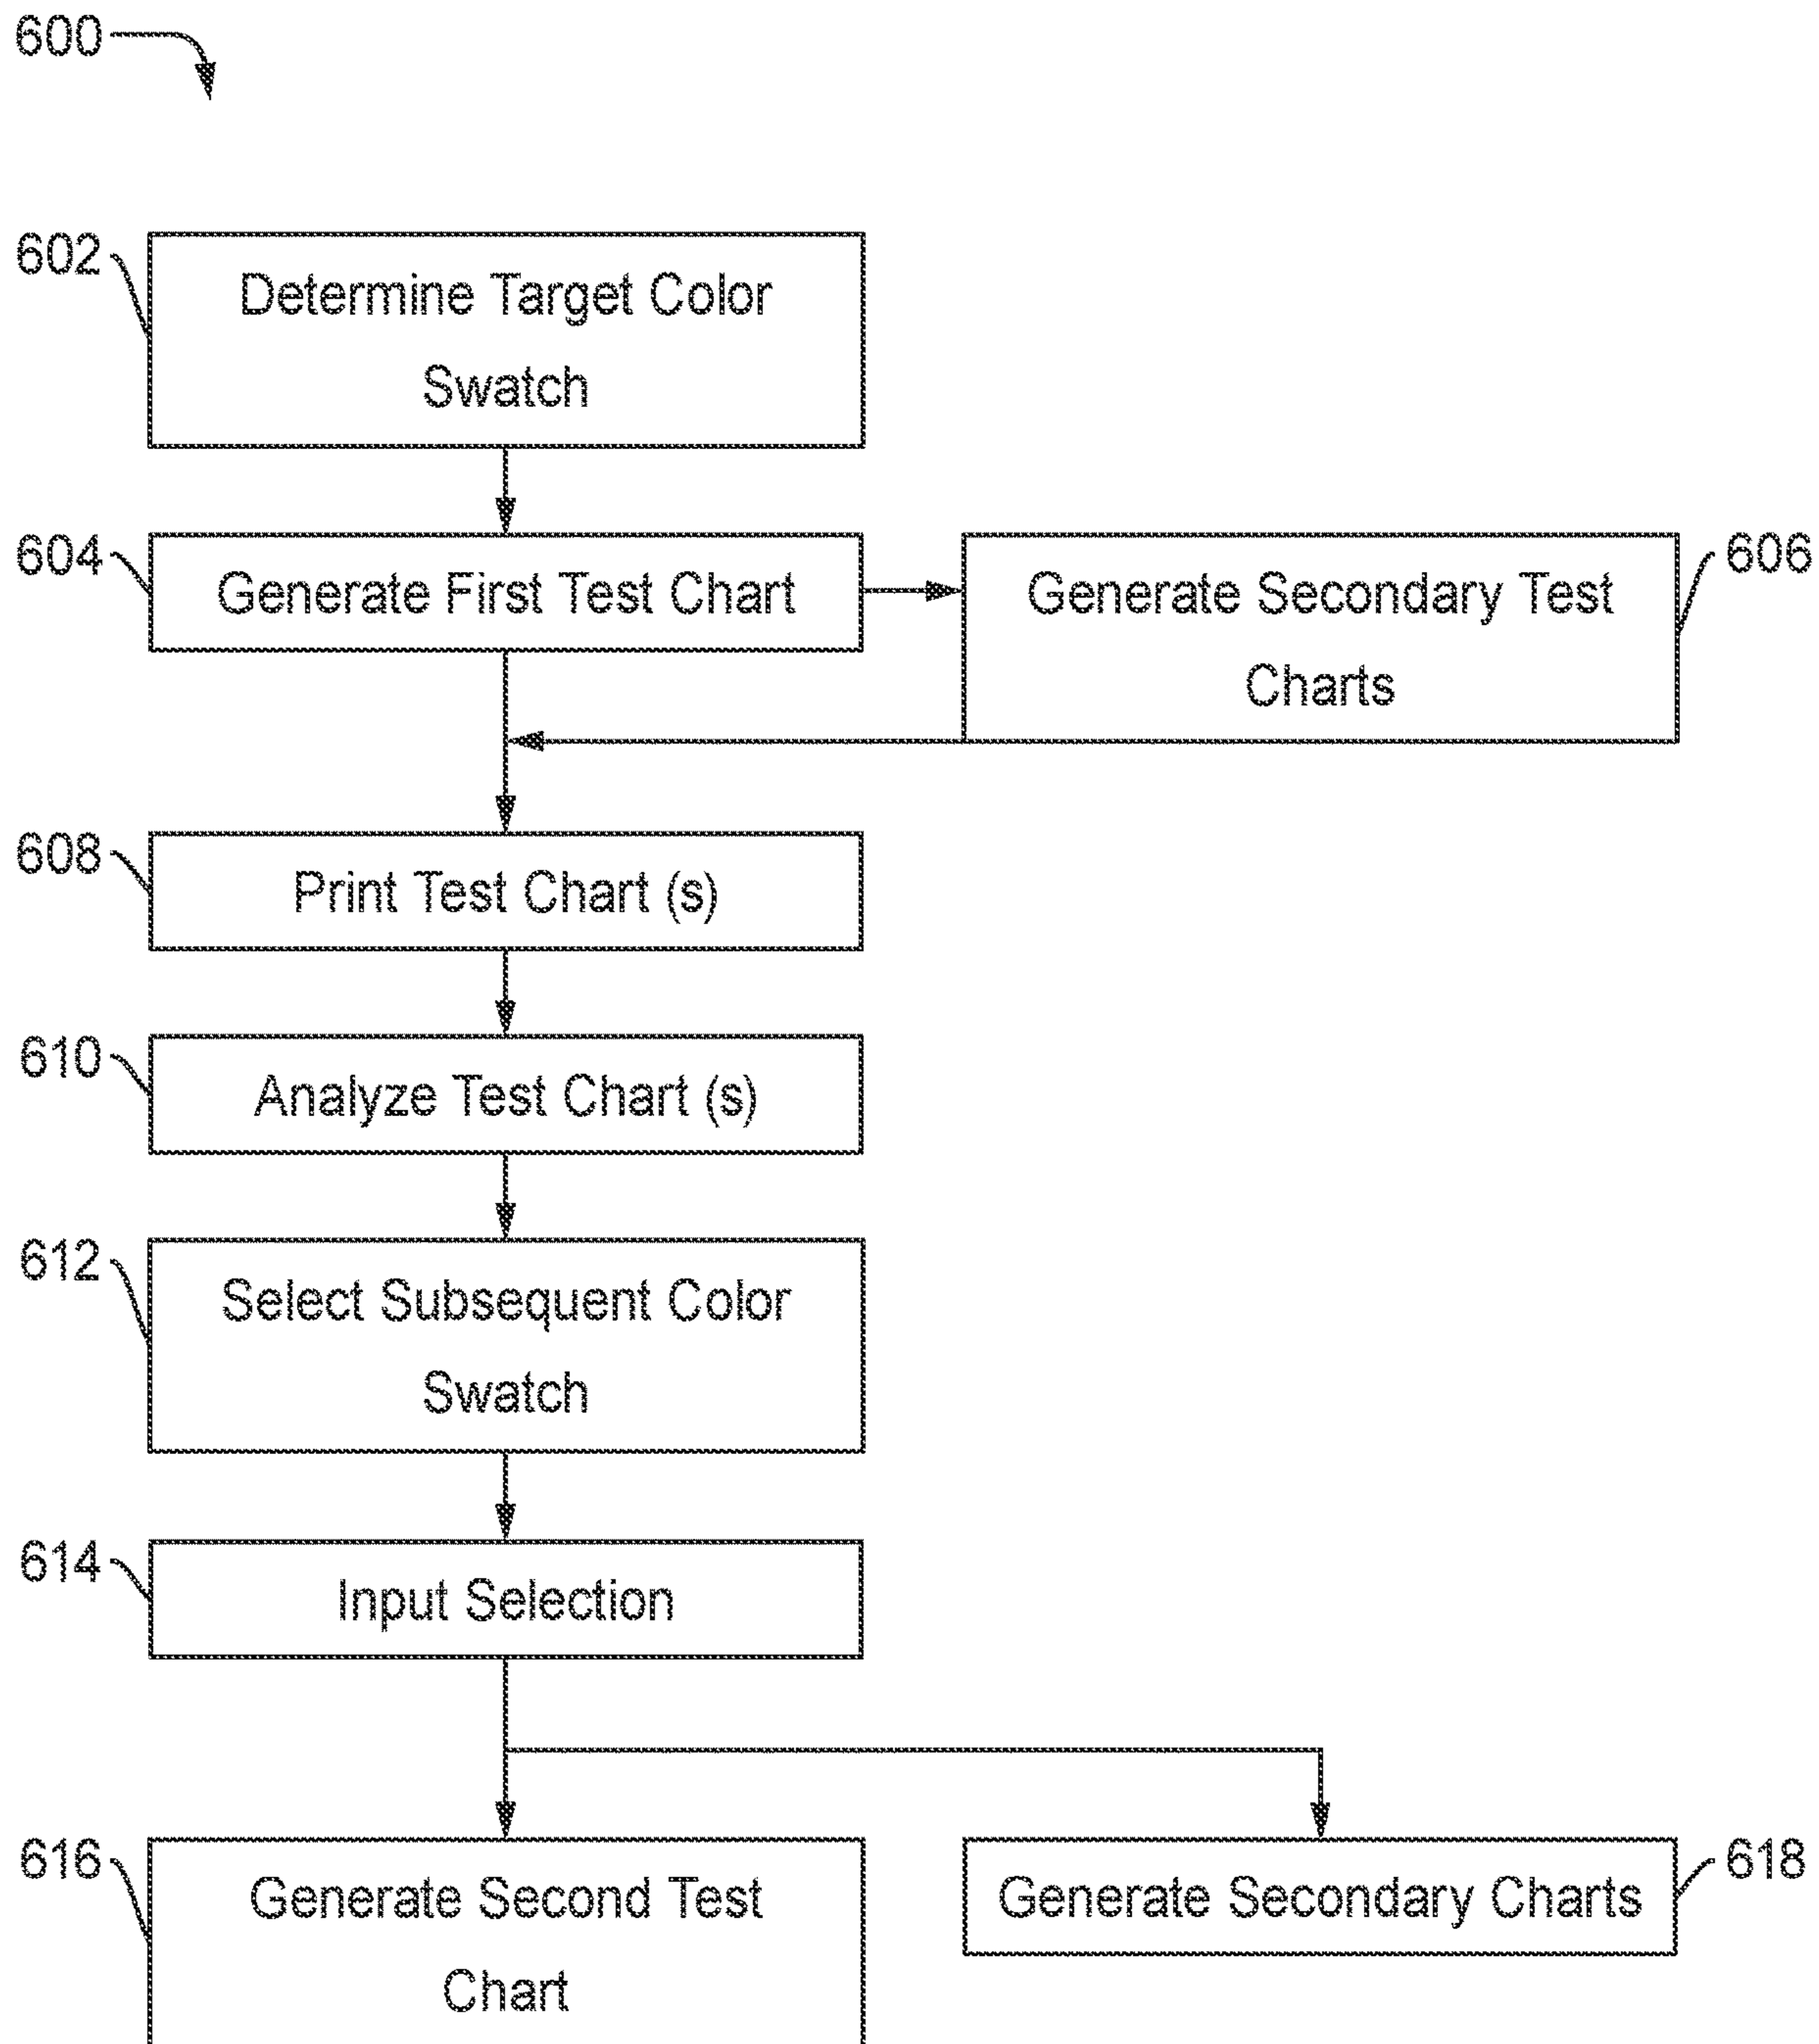 600
602
Determine Target Color
Swatch
604
Generate First Test Chart
606
Generate Secondary Test
Charts
608
Print Test Chart (s)
610
Analyze Test Chart (s)
612
Select Subsequent Color
Swatch
614
Input Selection
616
Generate Second Test
Chart
618
Generate Secondary Charts